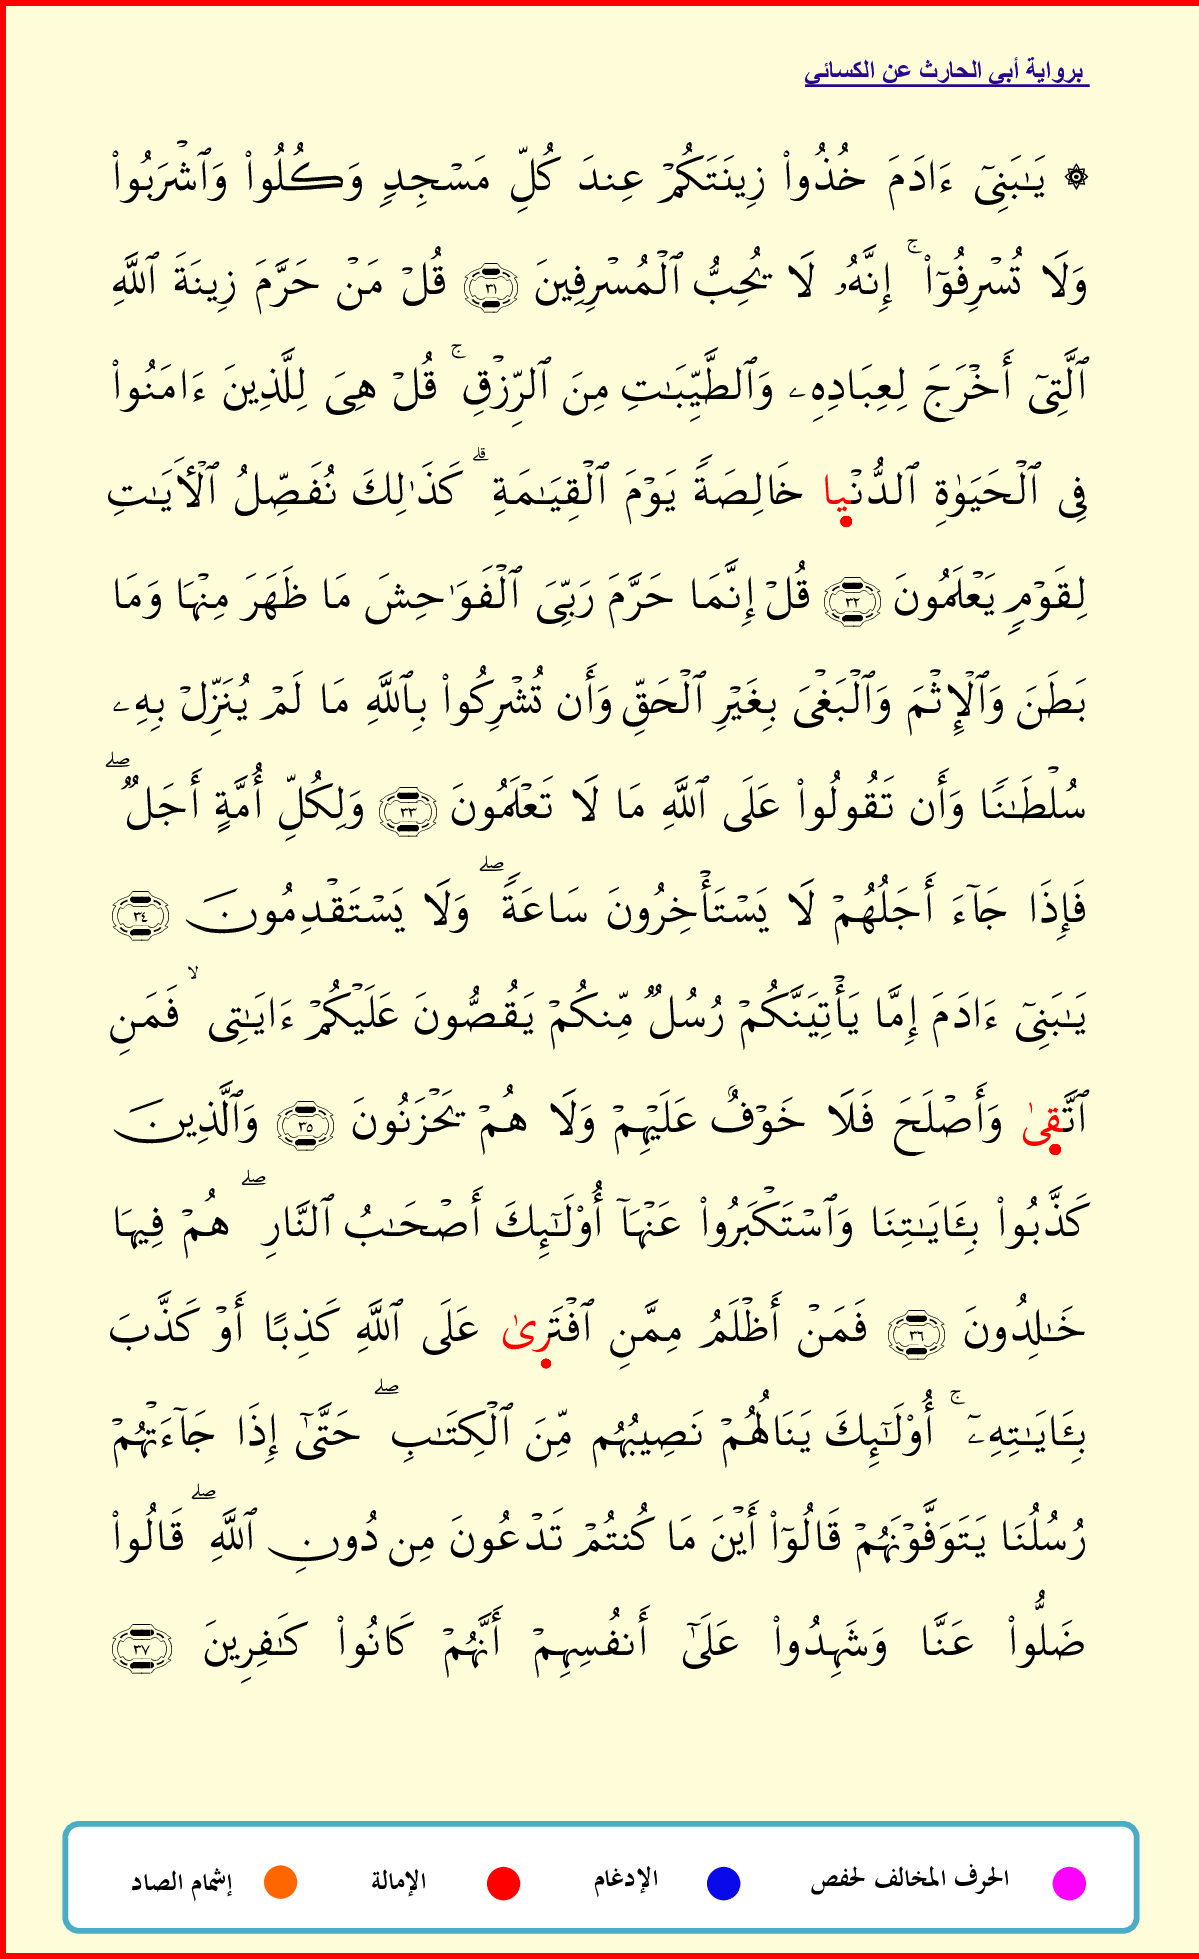 برواية أبي الحارث عن الكسائي
۞ يَـٰبَنِىٓ ءَادَمَ خُذُوا۟ زِينَتَكُمْ عِندَ كُلِّ مَسْجِدٍ وَكُلُوا۟ وَٱشْرَبُوا۟
وَلَا تُسْرِفُوٓا۟ ۚ إِنَّهُۥ لَا يُحِبُّ ٱلْمُسْرِفِينَ ٣١ قُلْ مَنْ حَرَّمَ زِينَةَ ٱللَّهِ
ٱلَّتِىٓ أَخْرَجَ لِعِبَادِهِۦ وَٱلطَّيِّبَـٰتِ مِنَ ٱلرِّزْقِ ۚ قُلْ هِىَ لِلَّذِينَ ءَامَنُوا۟
فِى ٱلْحَيَوٰةِ ٱلدُّنْيا خَالِصَةً يَوْمَ ٱلْقِيَـٰمَةِ ۗ كَذَٰلِكَ نُفَصِّلُ ٱلْـَٔايَـٰتِ
لِقَوْمٍ يَعْلَمُونَ ٣٢ قُلْ إِنَّمَا حَرَّمَ رَبِّىَ ٱلْفَوَٰحِشَ مَا ظَهَرَ مِنْهَا وَمَا
بَطَنَ وَٱلْإِثْمَ وَٱلْبَغْىَ بِغَيْرِ ٱلْحَقِّ وَأَن تُشْرِكُوا۟ بِٱللَّهِ مَا لَمْ يُنَزِّلْ بِهِۦ
سُلْطَـٰنًا وَأَن تَقُولُوا۟ عَلَى ٱللَّهِ مَا لَا تَعْلَمُونَ ٣٣ وَلِكُلِّ أُمَّةٍ أَجَلٌ ۖ
فَإِذَا جَآءَ أَجَلُهُمْ لَا يَسْتَأْخِرُونَ سَاعَةً ۖ وَلَا يَسْتَقْدِمُونَ ٣٤
يَـٰبَنِىٓ ءَادَمَ إِمَّا يَأْتِيَنَّكُمْ رُسُلٌ مِّنكُمْ يَقُصُّونَ عَلَيْكُمْ ءَايَـٰتِى ۙ فَمَنِ
ٱتَّقِىٰ وَأَصْلَحَ فَلَا خَوْفٌ عَلَيْهِمْ وَلَا هُمْ يَحْزَنُونَ ٣٥ وَٱلَّذِينَ
كَذَّبُوا۟ بِـَٔايَـٰتِنَا وَٱسْتَكْبَرُوا۟ عَنْهَآ أُو۟لَـٰٓئِكَ أَصْحَـٰبُ ٱلنَّارِ ۖ هُمْ فِيهَا
خَـٰلِدُونَ ٣٦ فَمَنْ أَظْلَمُ مِمَّنِ ٱفْتَرِىٰ عَلَى ٱللَّهِ كَذِبًا أَوْ كَذَّبَ
بِـَٔايَـٰتِهِۦٓ ۚ أُو۟لَـٰٓئِكَ يَنَالُهُمْ نَصِيبُهُم مِّنَ ٱلْكِتَـٰبِ ۖ حَتَّىٰٓ إِذَا جَآءَتْهُمْ
رُسُلُنَا يَتَوَفَّوْنَهُمْ قَالُوٓا۟ أَيْنَ مَا كُنتُمْ تَدْعُونَ مِن دُونِ ٱللَّهِ ۖ قَالُوا۟
ضَلُّوا۟ عَنَّا وَشَهِدُوا۟ عَلَىٰٓ أَنفُسِهِمْ أَنَّهُمْ كَانُوا۟ كَـٰفِرِينَ ٣٧
الحرف المخالف لحفص الإدغام الإمالة إشمام الصاد